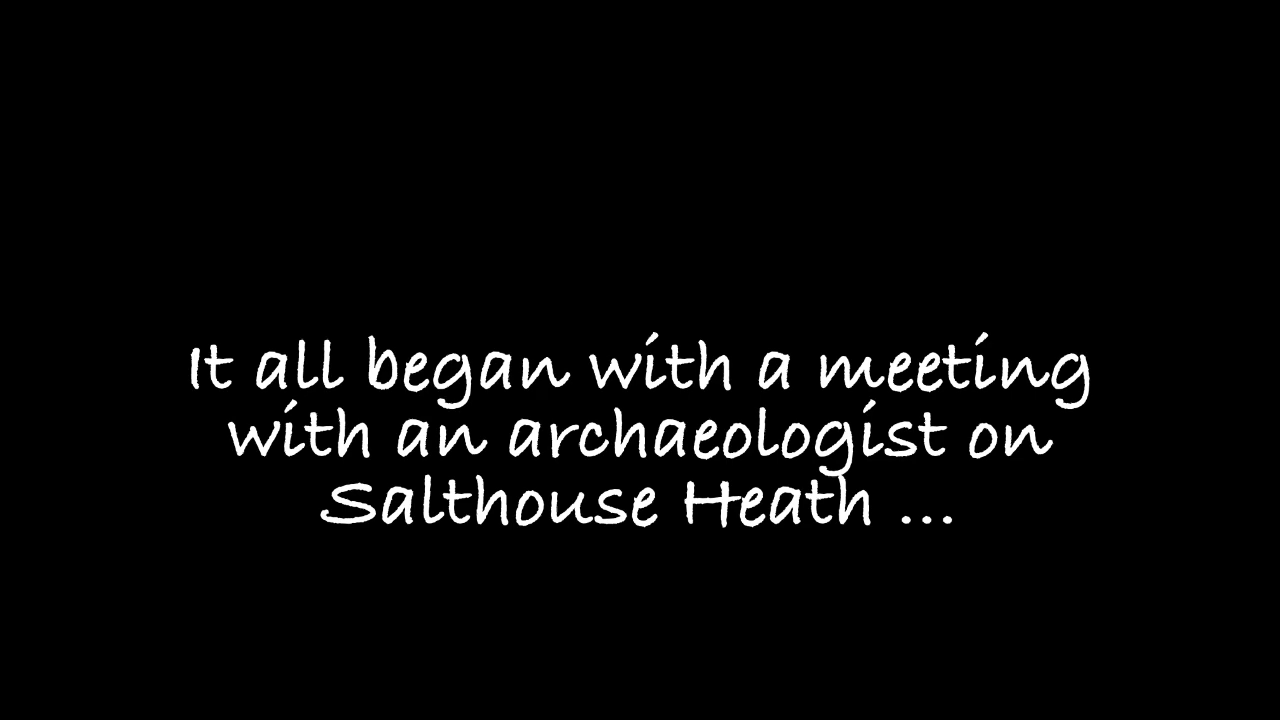 It all began with a meeting
with an archaeologist on
Salthouse Heath ...